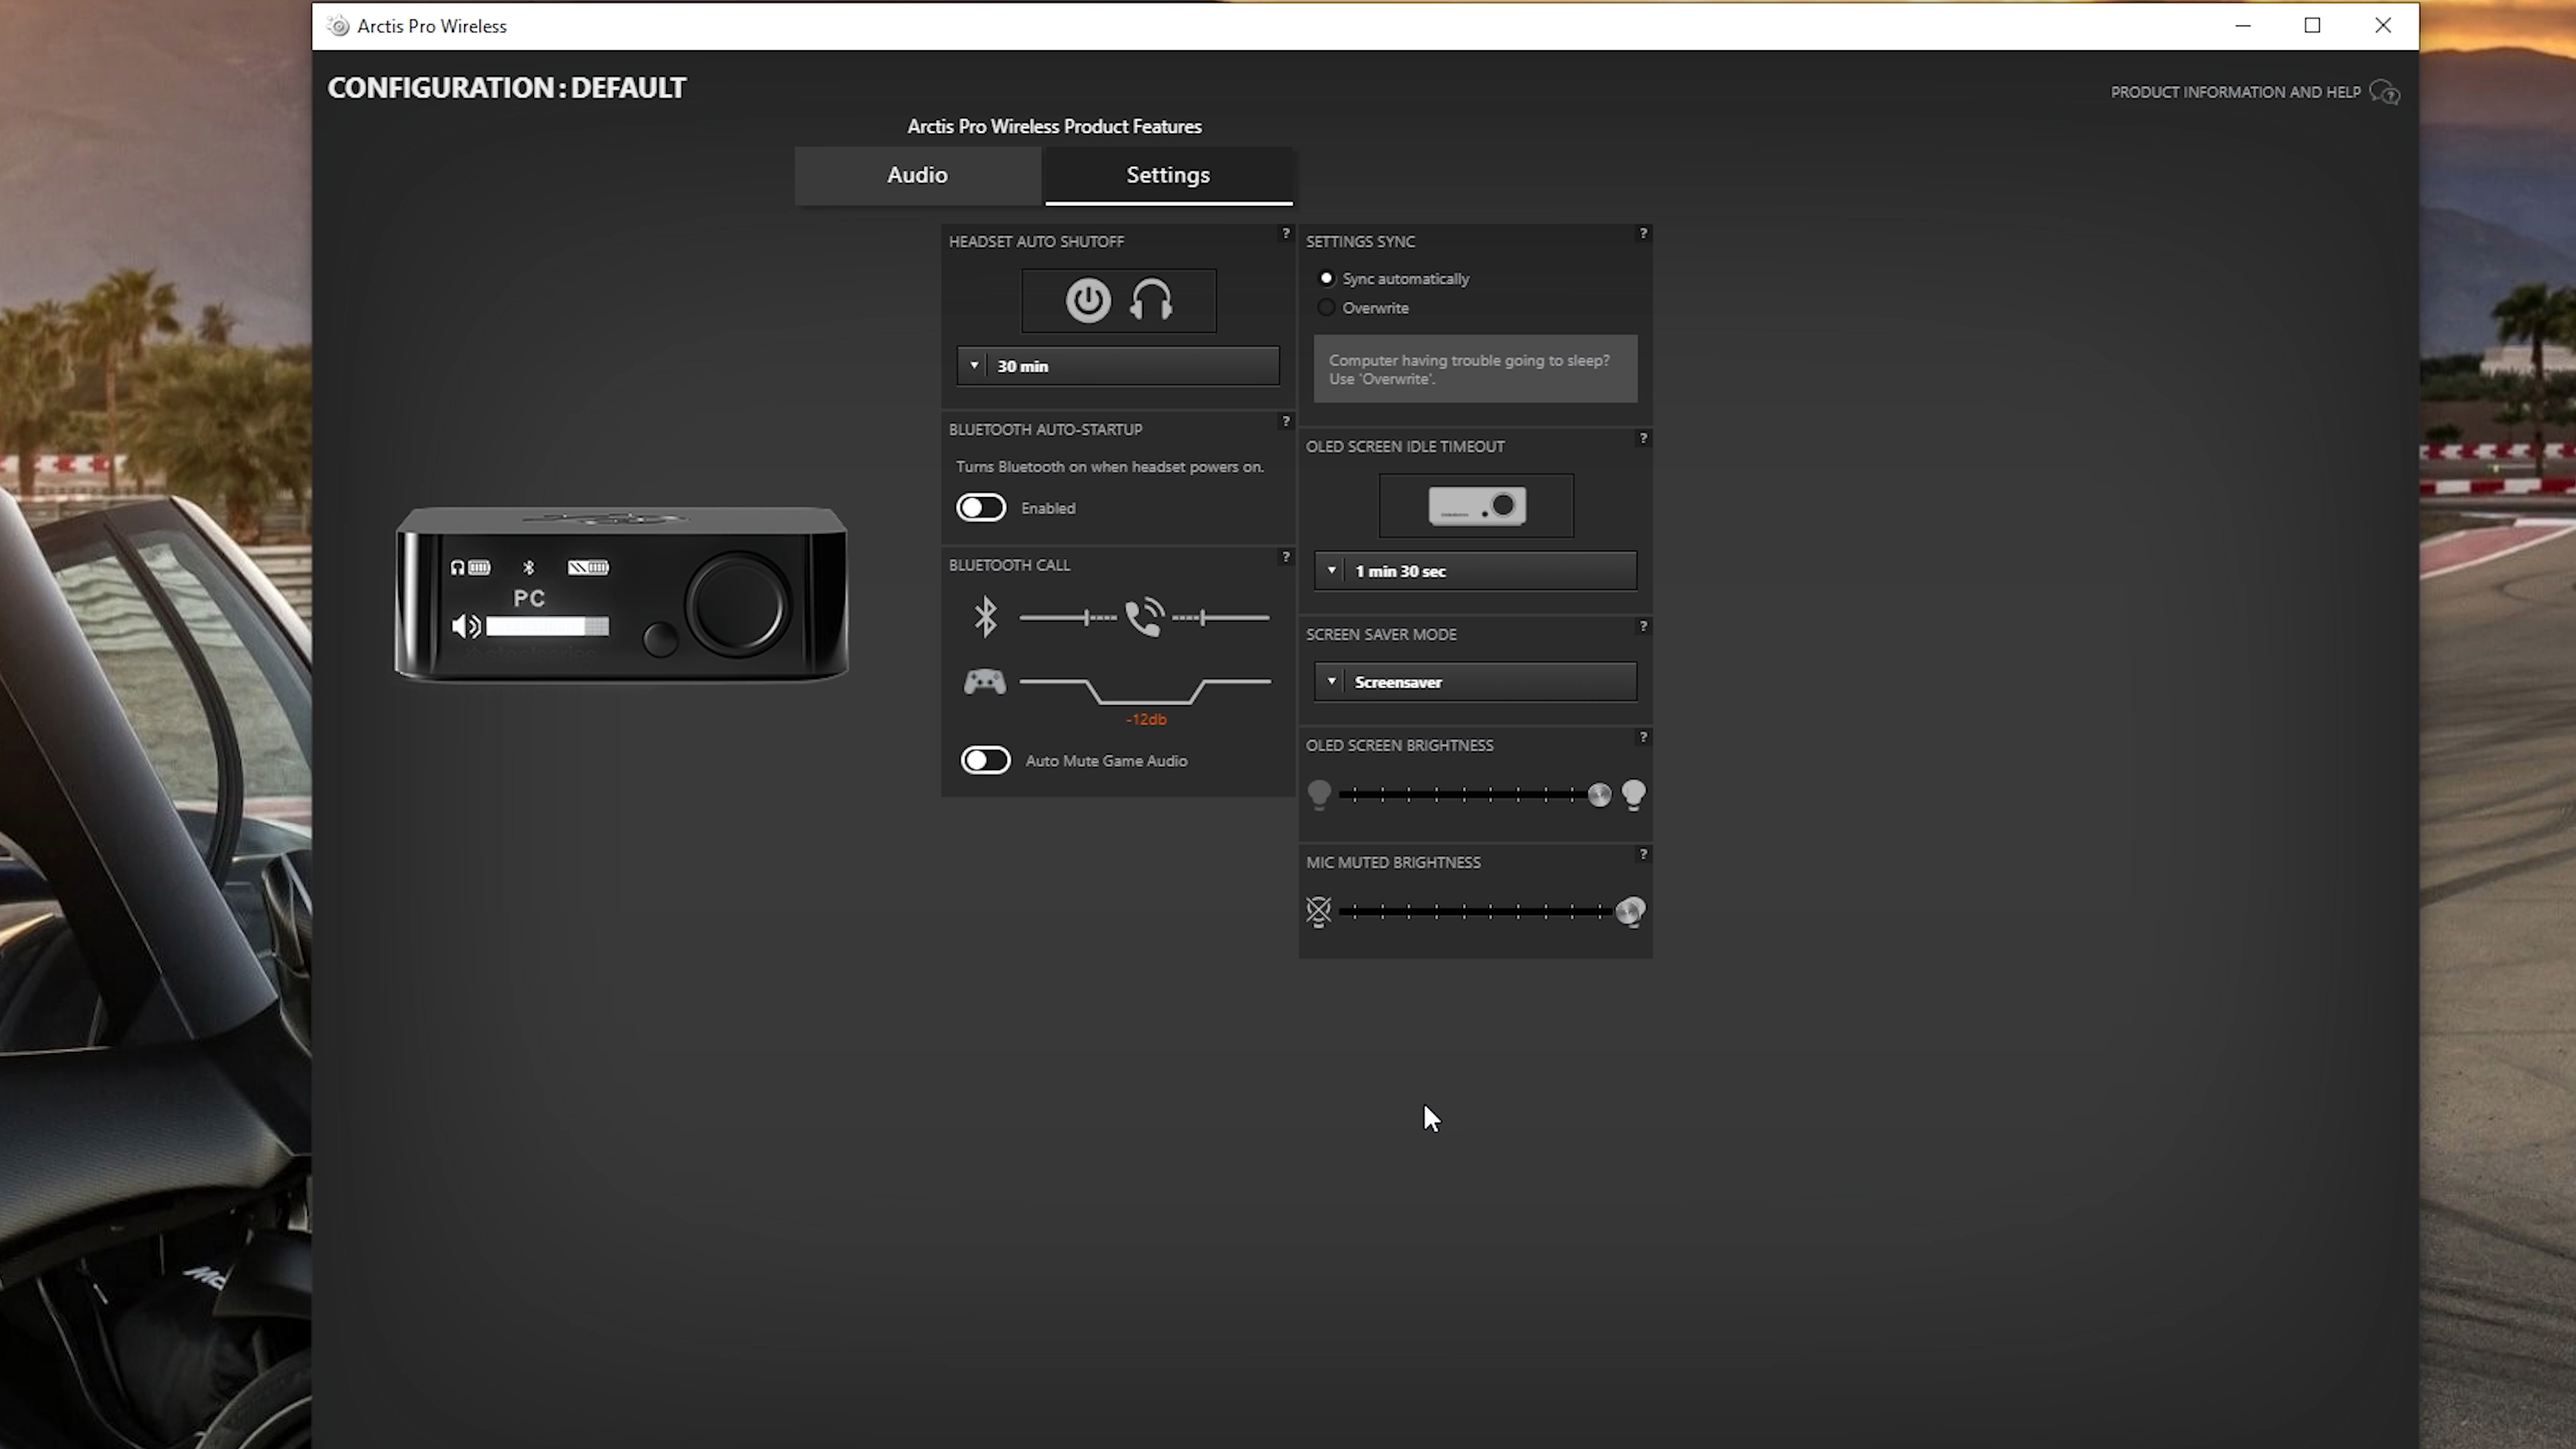 Arctis Pro Wireless
CONFIGURATION : DEFAULT
PRODUCT INFORMATION AND HELP
Arctis Pro Wireless Product Features
Audio
Settings
HEADSET AUTO SHUTOFF
?
30 min
BLUETOOTH AUTO-STARTUP
?
Turns Bluetooth on when headset powers on.
Enabled
BLUETOOTH CALL
?
-12db
Auto Mute Game Audio
SETTINGS SYNC
?
Sync automatically
Overwrite
Computer having trouble going to sleep?
Use 'Overwrite'.
OLED SCREEN IDLE TIMEOUT
?
1 min 30 sec
SCREEN SAVER MODE
?
Screensaver
OLED SCREEN BRIGHTNESS
?
MIC MUTED BRIGHTNESS
?
PC